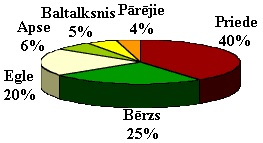 Priede
40%
Bērzs
25%
Egle
20%
Apse
6%
Baltalksnis
5%
Pārējie
4%